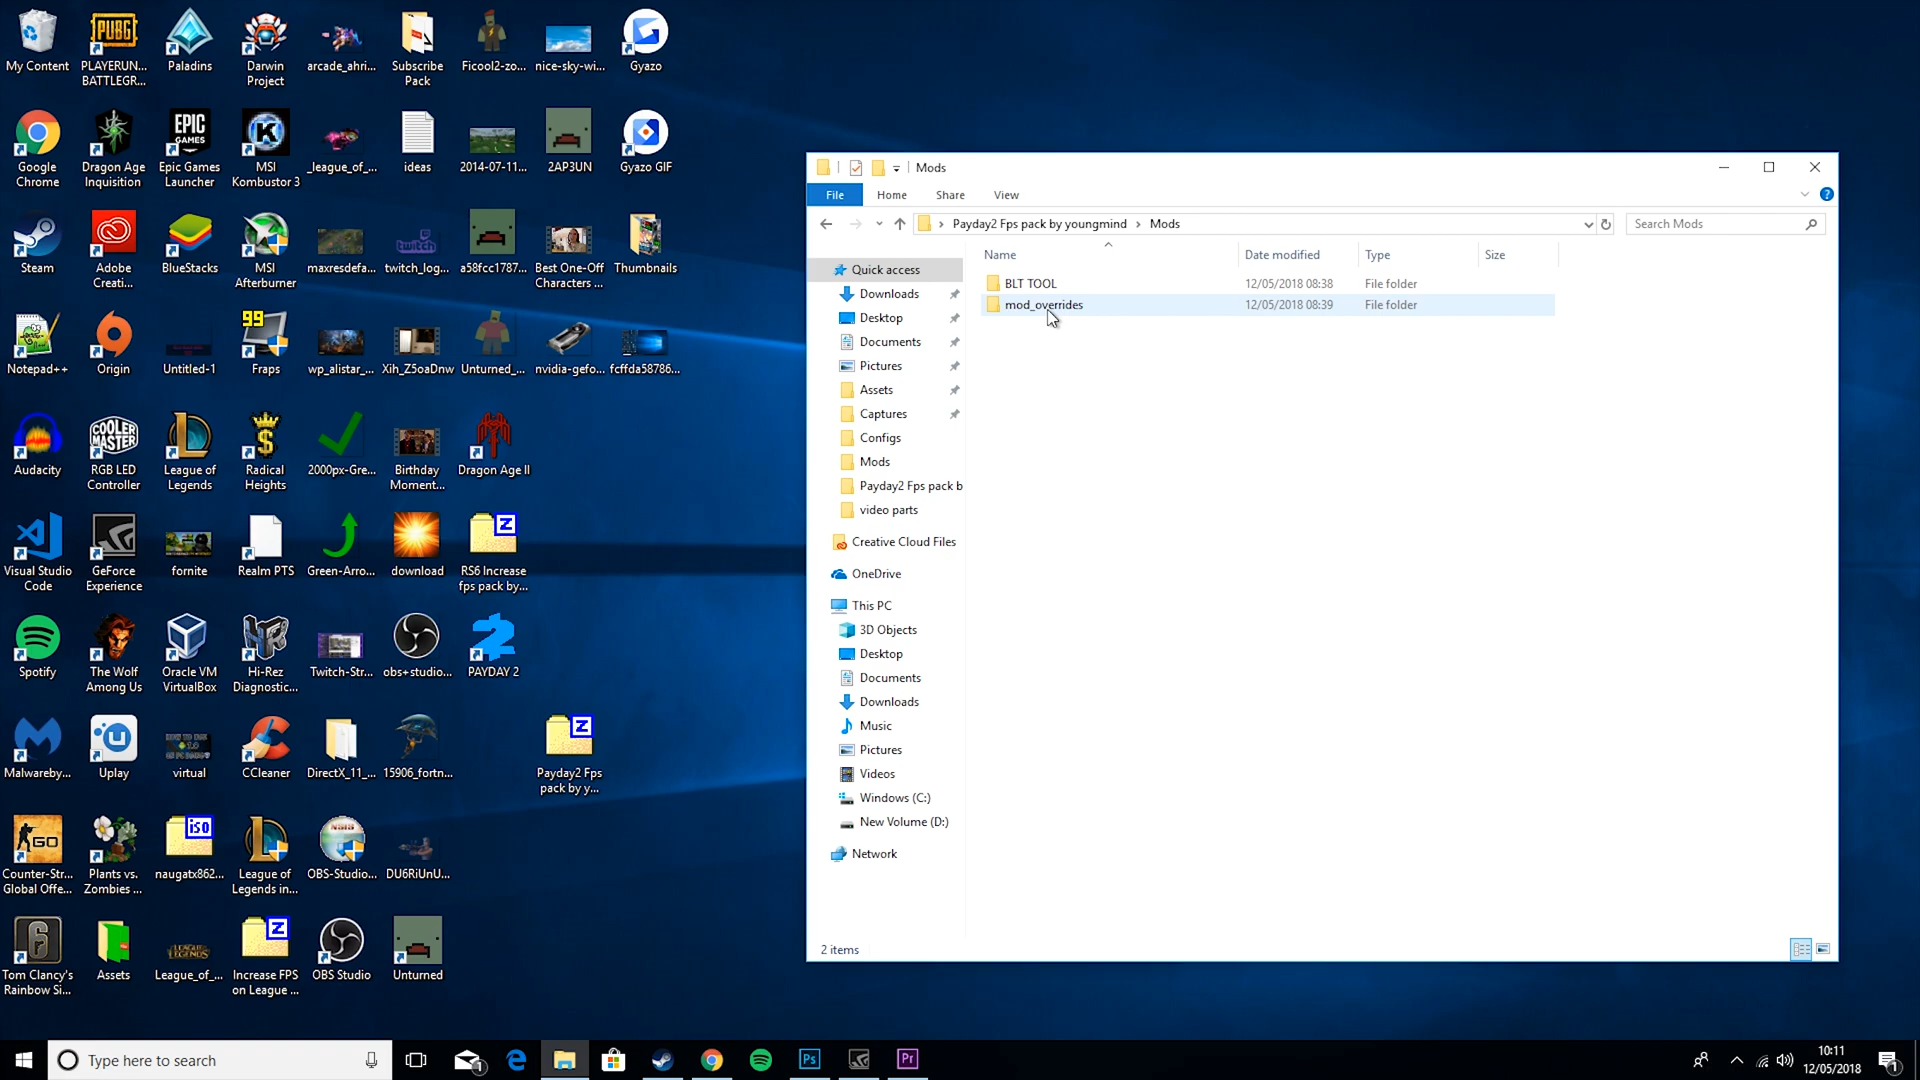 My Content
PLAYERUN...
BATTLEGR...
Paladins
Darwin
Project
arcade_ahri...
Subscribe
Pack
Ficool2-zo...
nice-sky-wi...
Gyazo
Google
Chrome
Dragon Age
Inquisition
Epic Games
Launcher
MSI
Kombustor 3
_league_of_...
ideas
2014-07-11...
2AP3UN
Gyazo GIF
Steam
Adobe
Creati...
BlueStacks
MSI
Afterburner
maxresdefa...
twitch_log...
a58fcc1787...
Best One-Off
Characters ...
Thumbnails
Notepad++
Origin
Untitled-1
Fraps
wp_alistar_...
Xih_Z5oaDnw
Unturned_...
nvidia-gefo...
fcffda58786...
Audacity
RGB LED
Controller
League of
Legends
Radical
Heights
2000px-Gre...
Birthday
Moment...
Dragon Age II
Visual Studio
Code
GeForce
Experience
fornite
Realm PTS
Green-Arro...
download
RS6 Increase
fps pack by...
Spotify
The Wolf
Among Us
Oracle VM
VirtualBox
Hi-Rez
Diagnostic...
Twitch-Str...
obs+studio...
PAYDAY 2
Malwareby...
Uplay
virtual
CCleaner
DirectX_11_...
15906_fortn...
Payday2 Fps
pack by y...
Counter-Str...
Global Offe...
Plants vs.
Zombies ...
naugatx862...
League of
Legends in...
OBS-Studio...
DU6RiUnU...
Tom Clancy's
Rainbow Si...
Assets
League_of_...
Increase FPS
on League ...
OBS Studio
Unturned
Mods
File
Home
Share
View
Payday2 Fps pack by youngmind
Mods
Search Mods
Name
Date modified
Type
Size
BLT TOOL
12/05/2018 08:38
File folder
mod_overrides
12/05/2018 08:39
File folder
Quick access
Downloads
Desktop
Documents
Pictures
Assets
Captures
Configs
Mods
Payday2 Fps pack b
video parts
Creative Cloud Files
OneDrive
This PC
3D Objects
Desktop
Documents
Downloads
Music
Pictures
Videos
Windows (C:)
New Volume (D:)
Network
2 items
Type here to search
10:11
12/05/2018